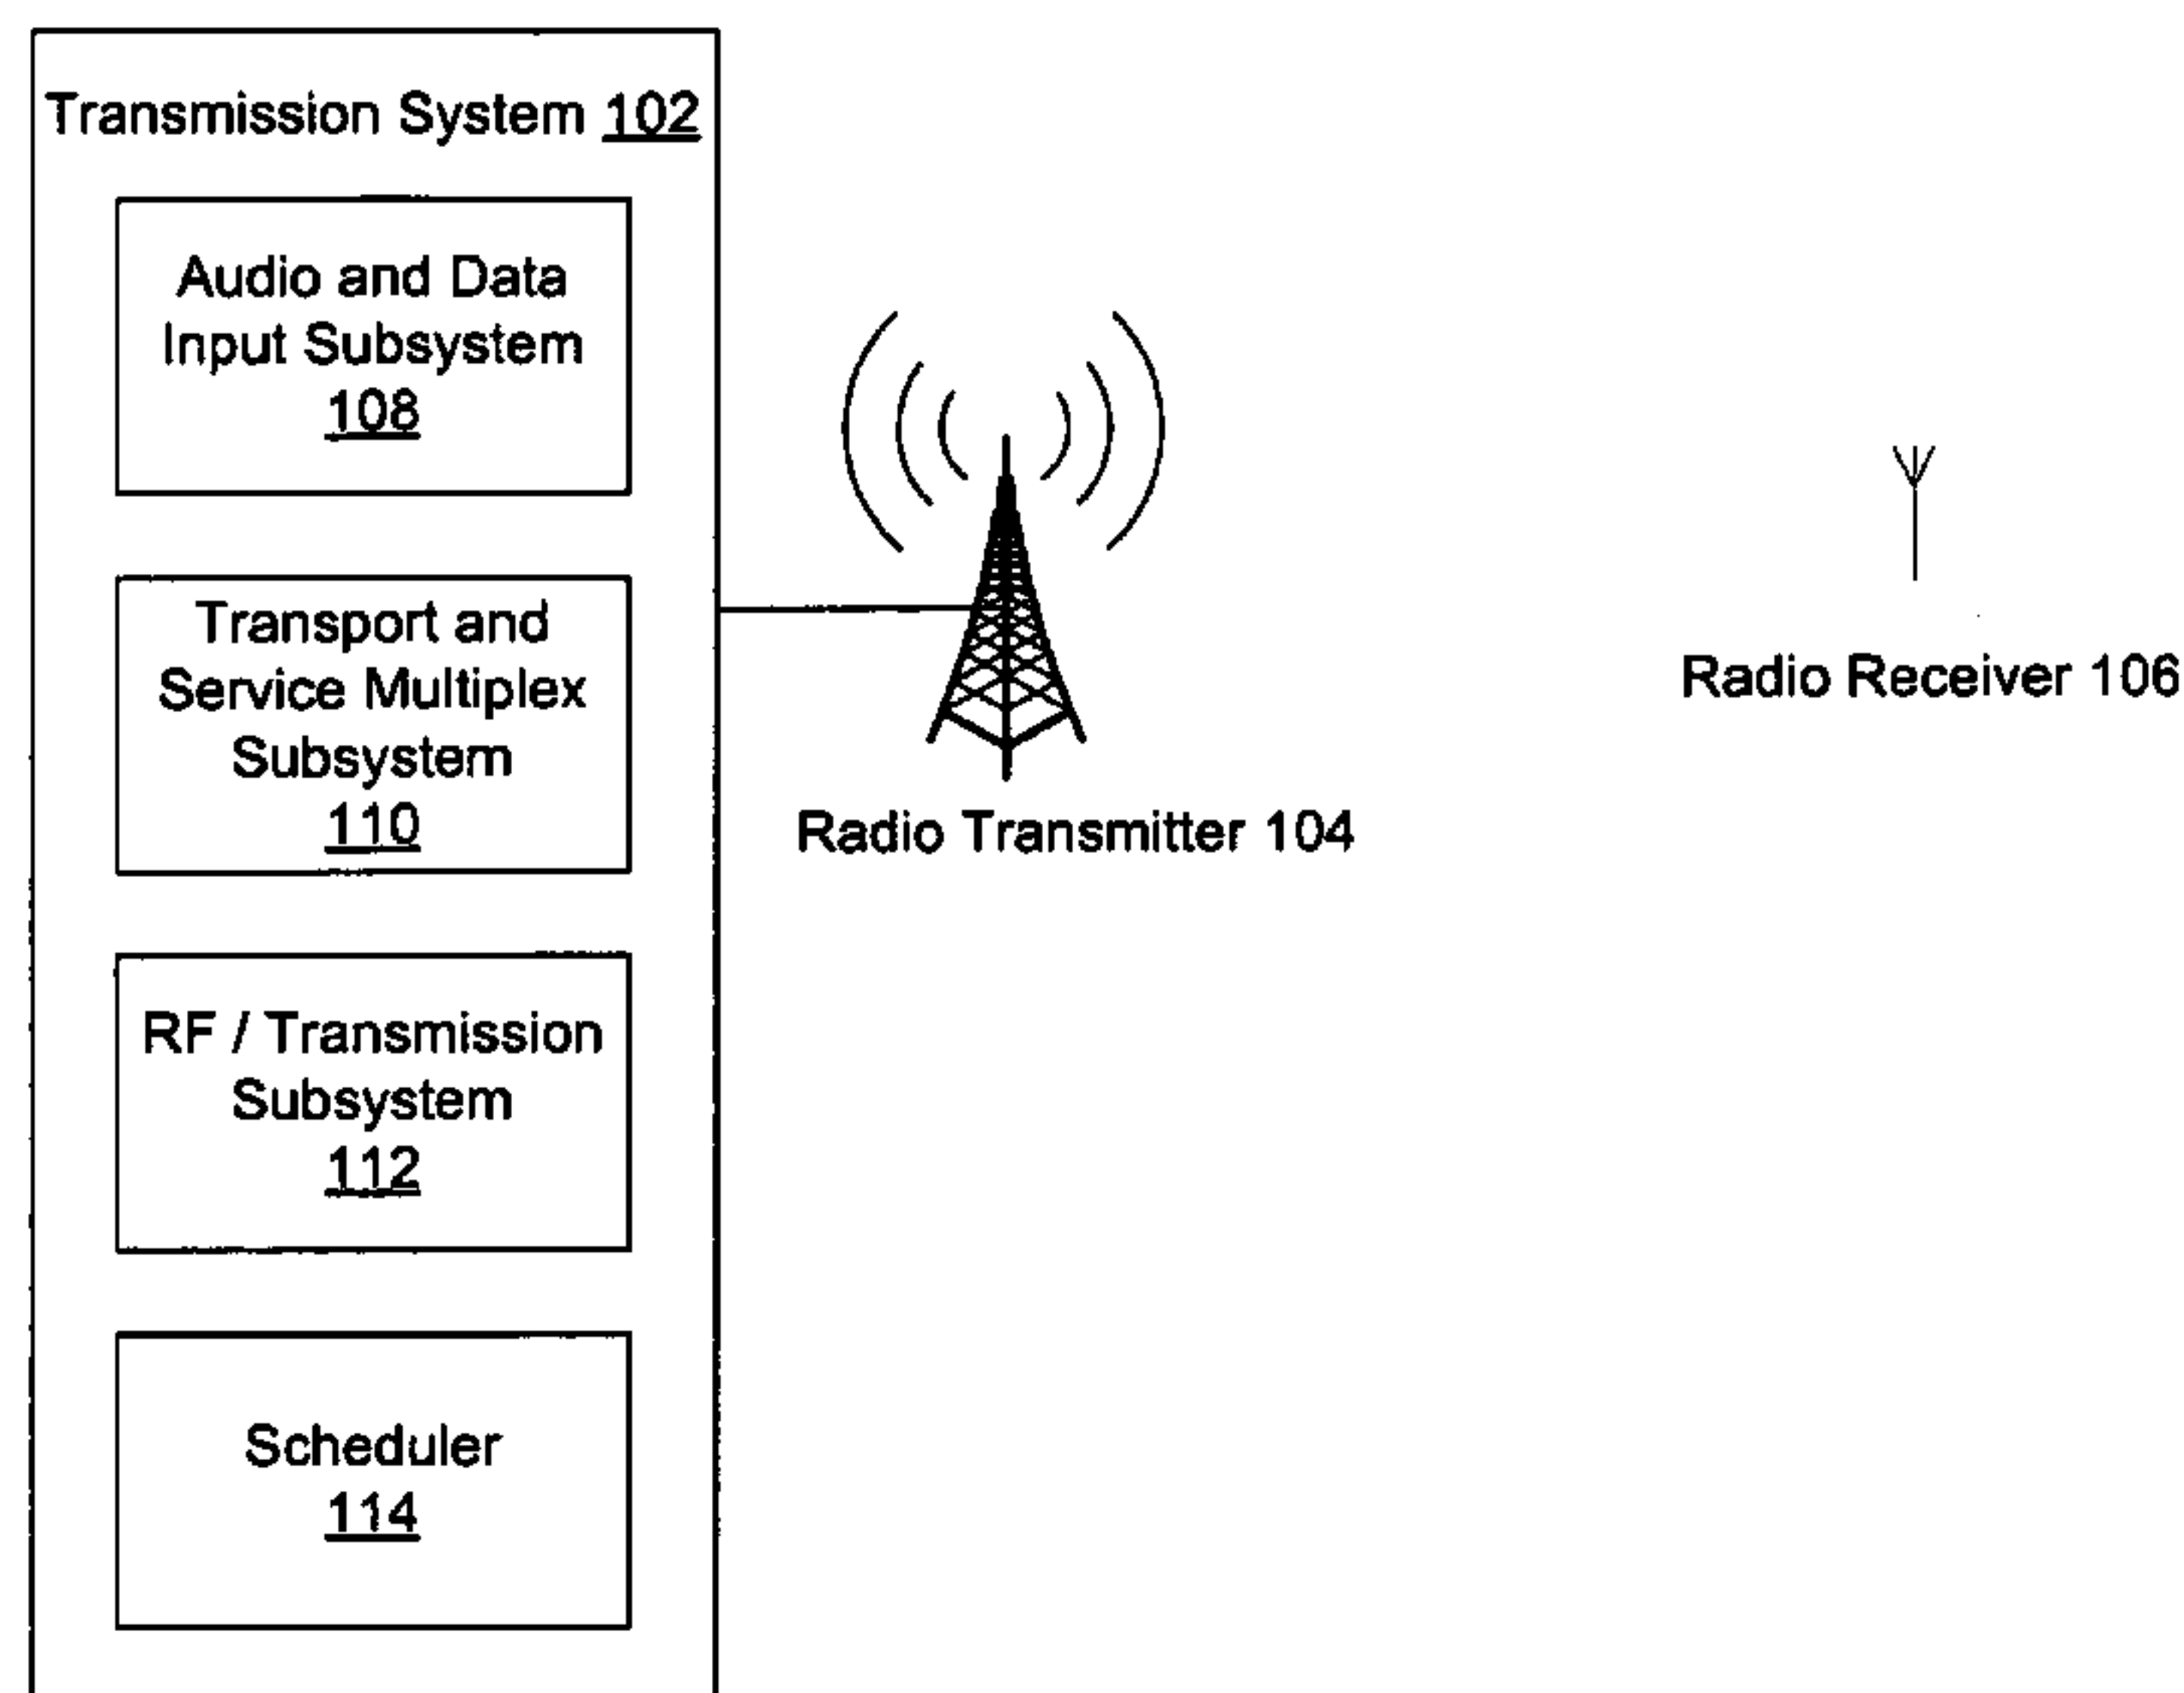 Transmission System 102
Audio and Data
Input Subsystem
108
Transport and
Service Multiplex
Subsystem
110
RF / Transmission
Subsystem
112
Scheduler
114
Radio Transmitter 104
Radio Receiver 106